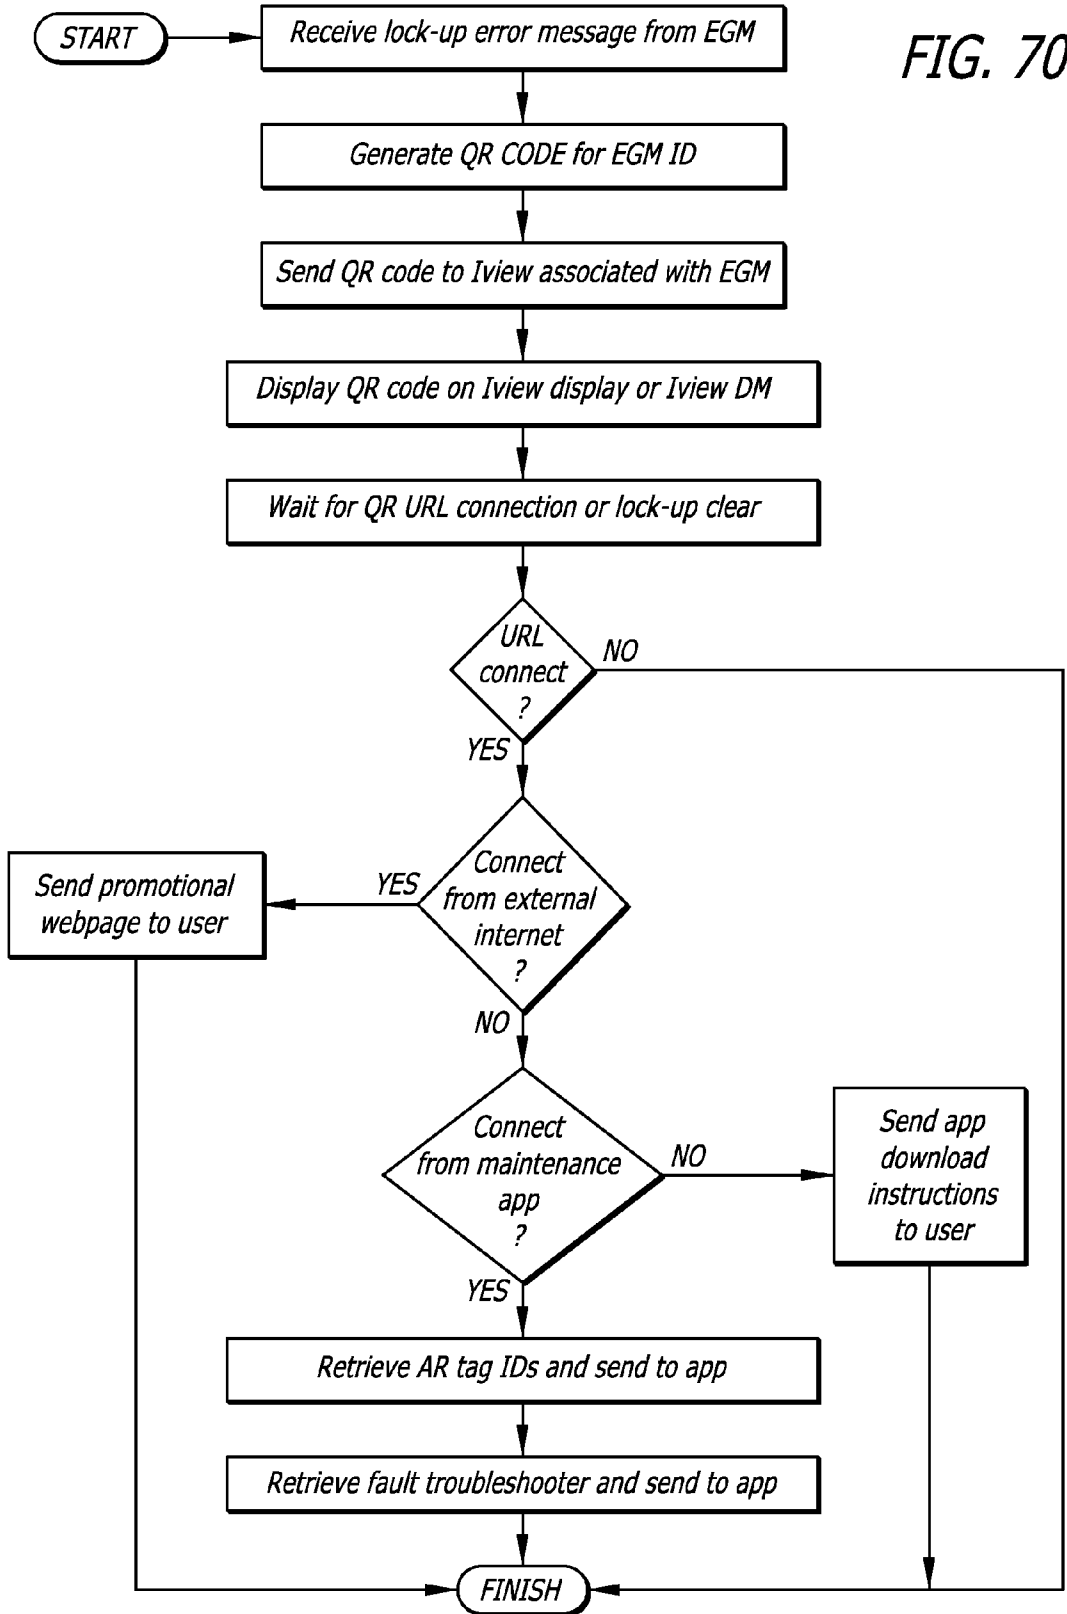 START
Receive lock-up error message from EGM
FIG. 70
Generate QR CODE for EGM ID
Send QR code to Iview associated with EGM
Display QR code on Iview display or Iview DM
Wait for QR URL connection or lock-up clear
URL
connect
?
NO
YES
Connect
from external
internet
?
YES
Send promotional
webpage to user
NO
Connect
from maintenance
app
?
NO
Send app
download
instructions
to user
YES
Retrieve AR tag IDs and send to app
Retrieve fault troubleshooter and send to app
FINISH